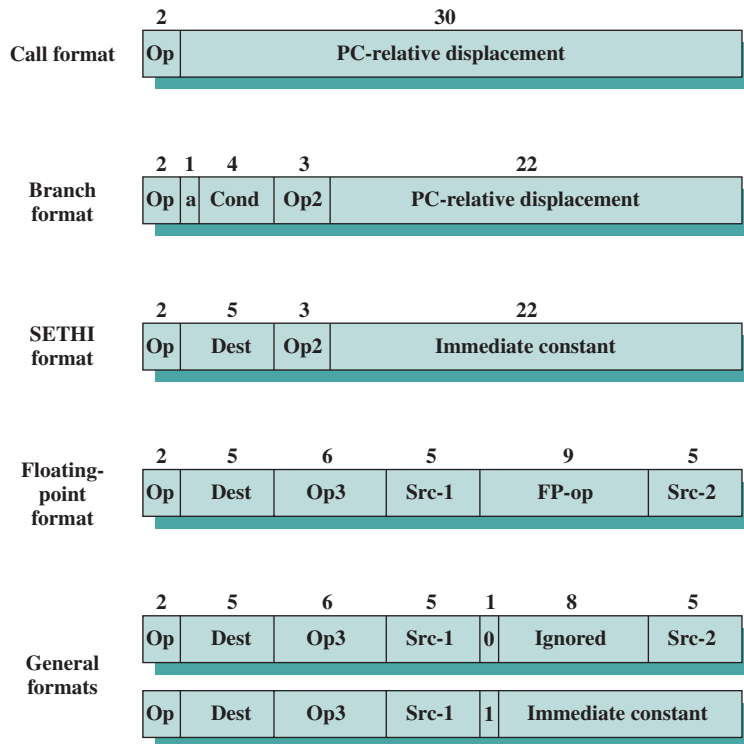 2 30
Call format Op PC-relative displacement
2 1 4 3 22
Branch
format
Op a Cond Op2 PC-relative displacement
2 5 3 22
SETHI
format
Op Dest Op2 Immediate constant
2 5 6 5 9 5
Floating-
point
format
Op Dest Op3 Src-1 FP-op Src-2
2 5 6 5 1 8 5
Op Dest Op3 Src-1 0 Ignored Src-2
General
formats
Op Dest Op3 Src-1 1 Immediate constant